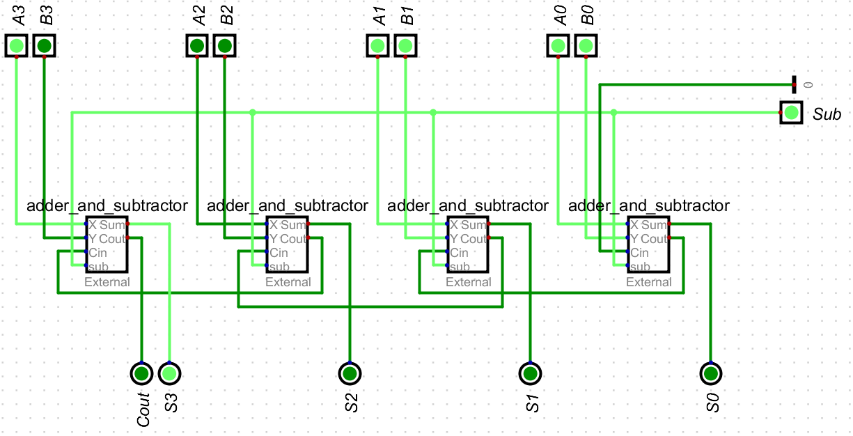 A3 B3 A2 B2 A1 B1 A0 B0
0
Sub
adder_and_subtractor adder_and_subtractor adder_and_subtractor adder_and_subtractor
X Sum X Sum X Sum X Sum
Y Cout Y Cout Y Cout Y Cout
Cin Cin Cin Cin
sub sub sub sub
External External External External
Cout S3 S2 S1 S0